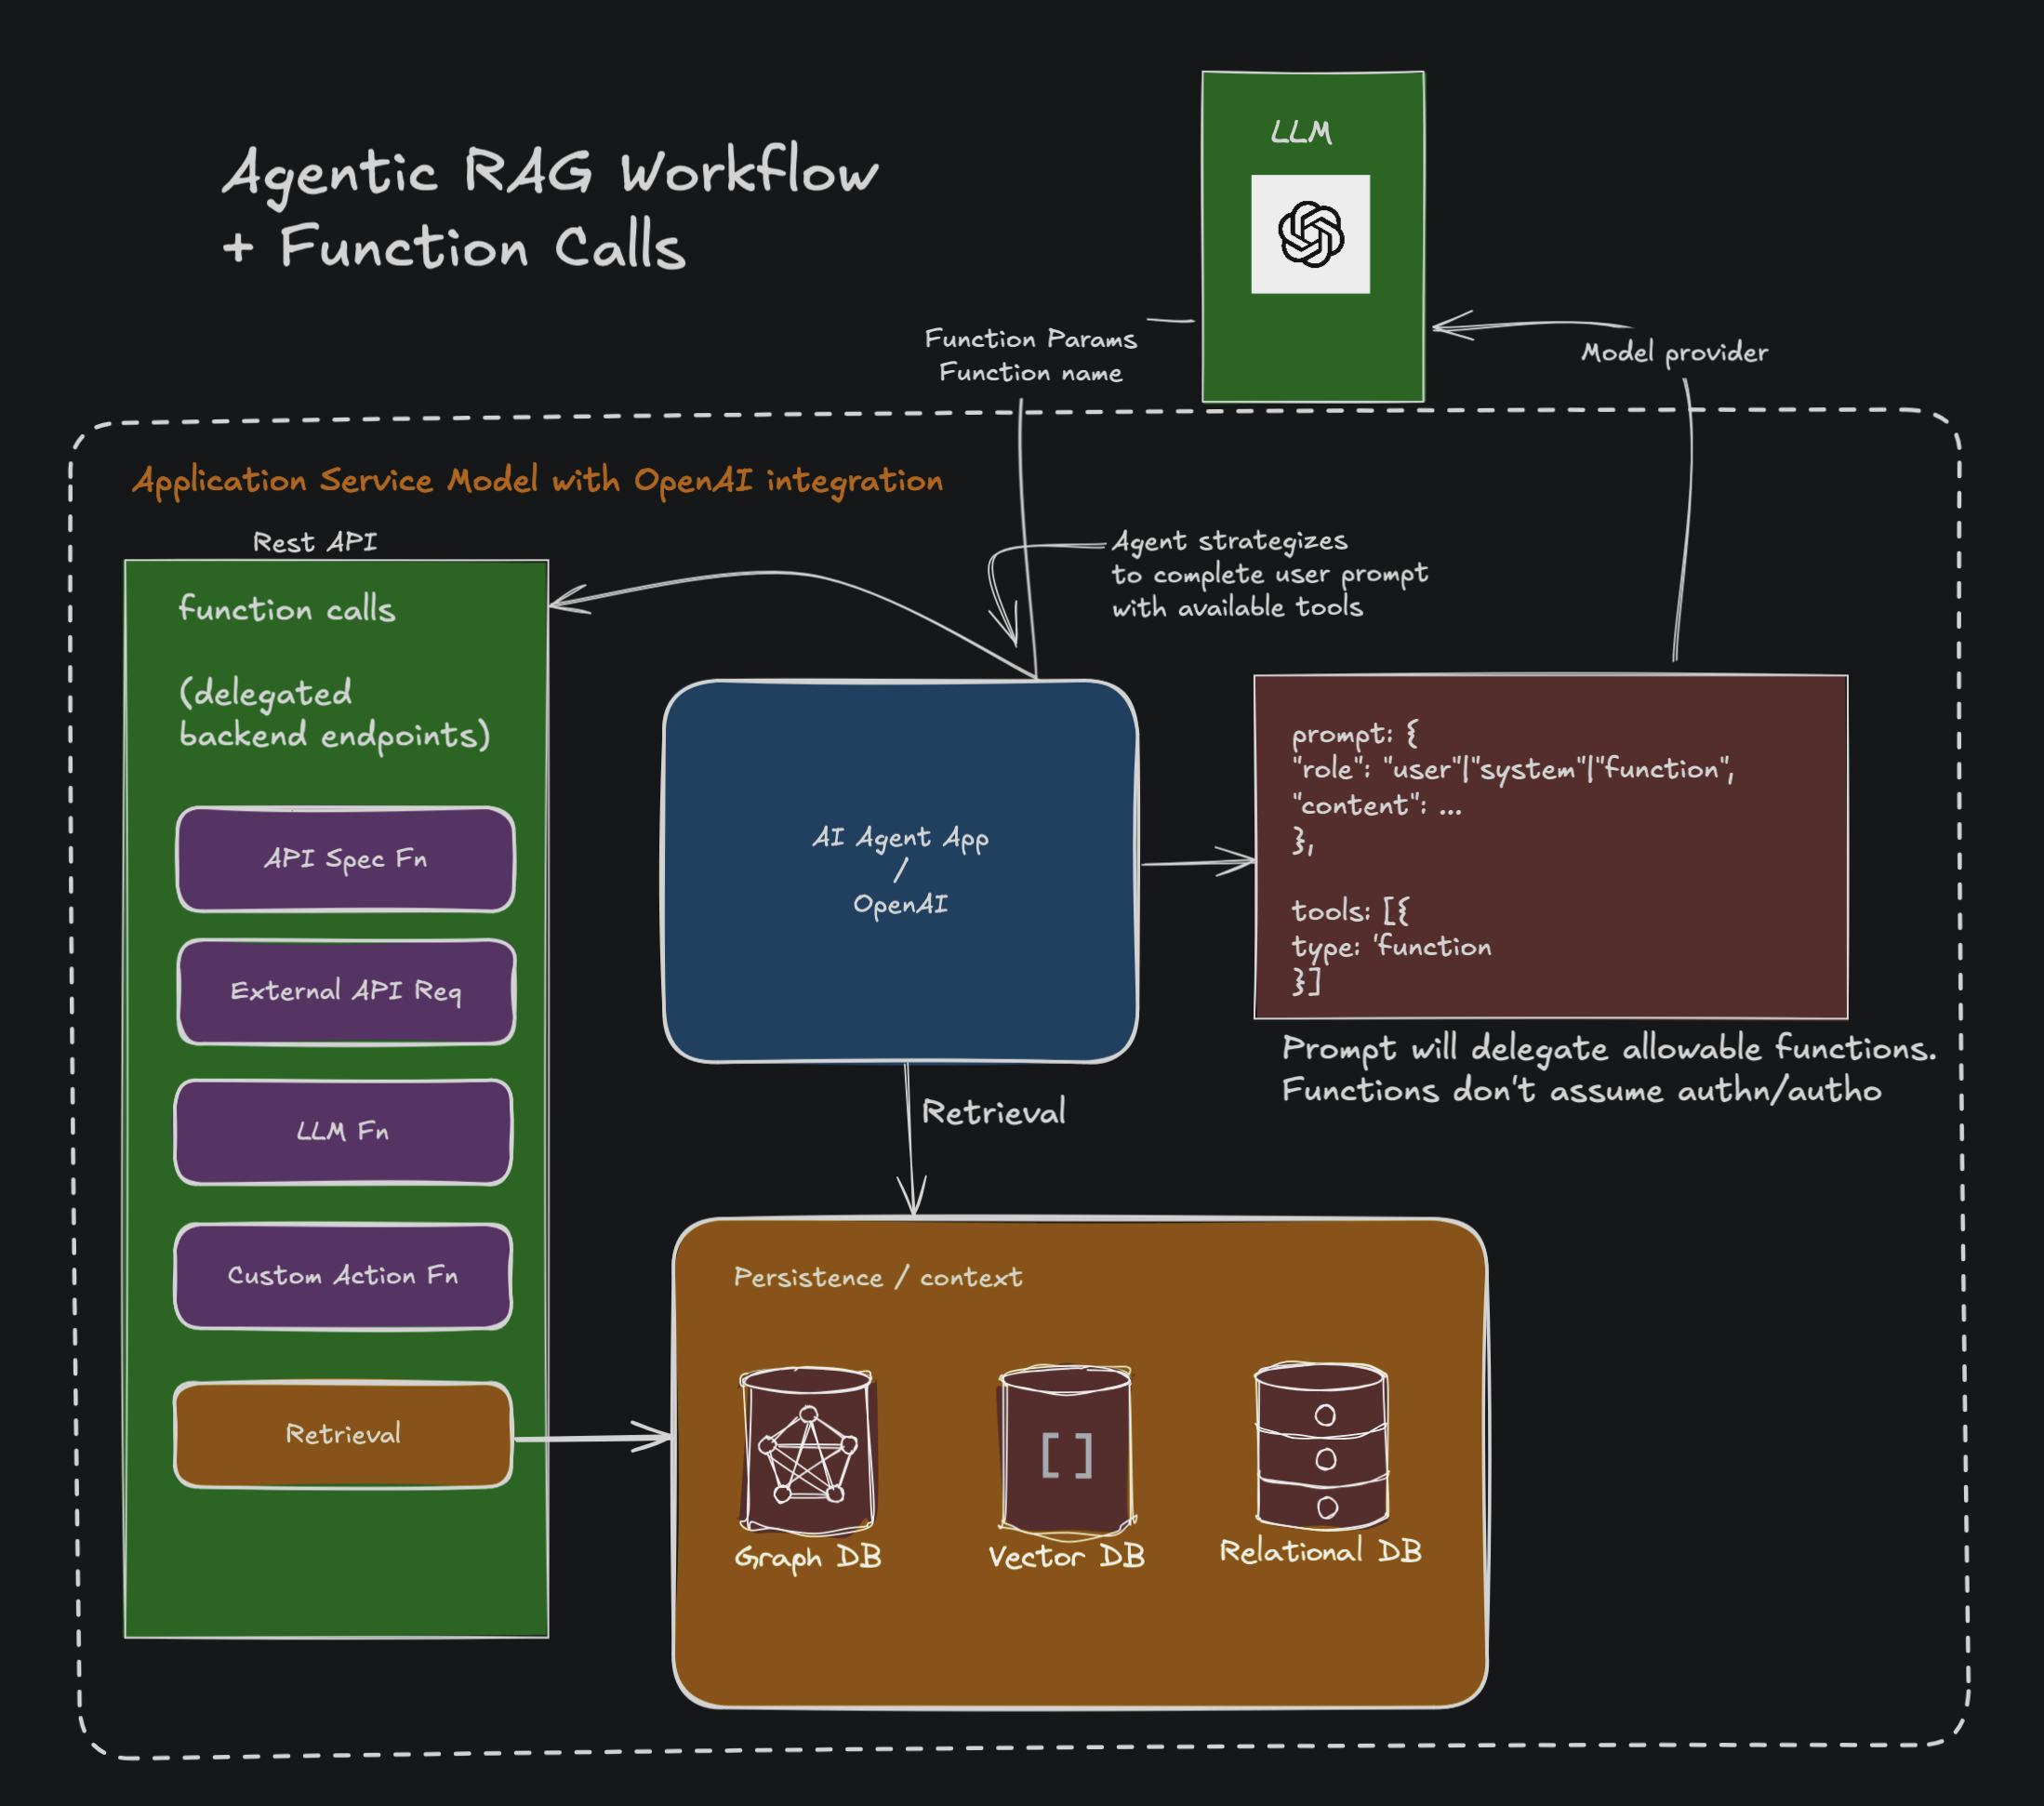 Agentic RAG Workflow
+ Function Calls
LLM
Function Params
Function name
Model provider
Application Service Model with OpenAI integration
Rest API
function calls
(delegated
backend endpoints)
API Spec Fn
External API Req
LLM Fn
Custom Action Fn
Retrieval
Agent strategizes
to complete user prompt
with available tools
AI Agent App
/
OpenAI
prompt: {
"role": "user"|"system"|"function",
"content": ...
},
tools: [{
type: 'function
}]
Prompt will delegate allowable functions.
Functions don't assume authn/autho
Retrieval
Persistence / context
[ ]
Graph DB
Vector DB
Relational DB